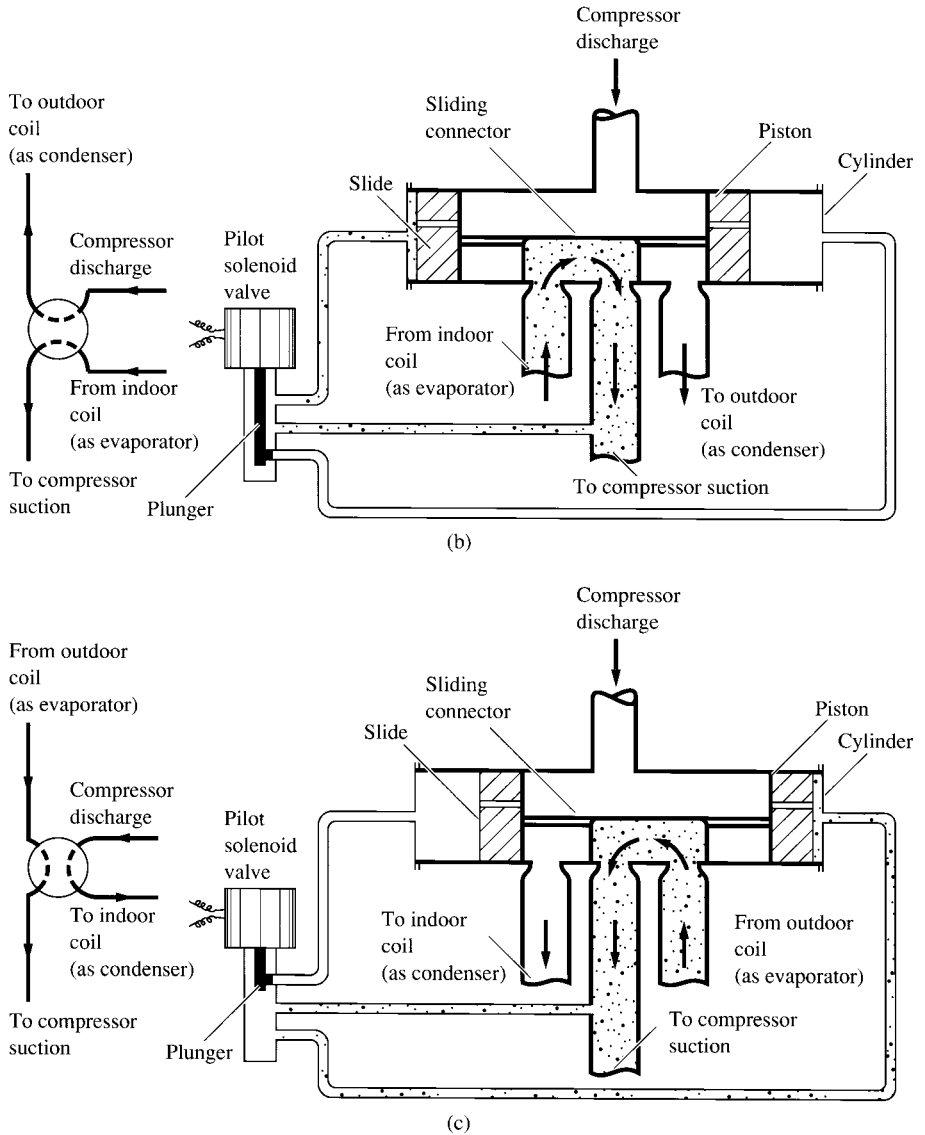 Compressor
discharge
To outdoor
coil
(as condenser)
Sliding
connector
Piston
Cylinder
Slide
Compressor
discharge
Pilot
solenoid
valve
From indoor
coil
(as evaporator)
From indoor
coil
(as evaporator)
To outdoor
coil
(as condenser)
To compressor
suction
Plunger
To compressor suction
(b)
Compressor
discharge
From outdoor
coil
(as evaporator)
Sliding
connector
Piston
Slide
Cylinder
Compressor
discharge
Pilot
solenoid
valve
To indoor
coil
(as condenser)
To indoor
coil
(as condenser)
From outdoor
coil
(as evaporator)
To compressor
suction
Plunger
To compressor
suction
(c)